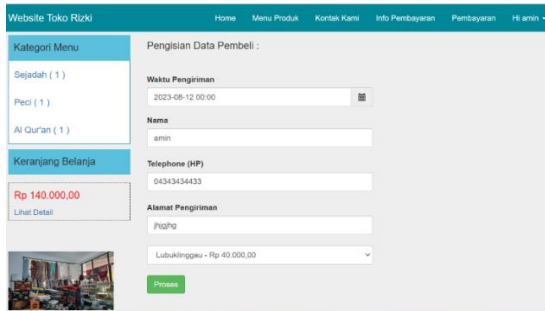 Website Toko Rizki
Home Menu Produk Kontak Kami Info Pembayaran Pembayaran Hi amin
Kategori Menu
Sejadah ( 1 )
Peci ( 1 )
Al Qur'an ( 1 )
Keranjang Belanja
Rp 140.000,00
Lihat Detail
Pengisian Data Pembeli :
Waktu Pengiriman
2023-08-12 00:00
Nama
amin
Telephone (HP)
04343434433
Alamat Pengiriman
jhjgjhg
Lubuklinggau - Rp 40.000,00
Proses